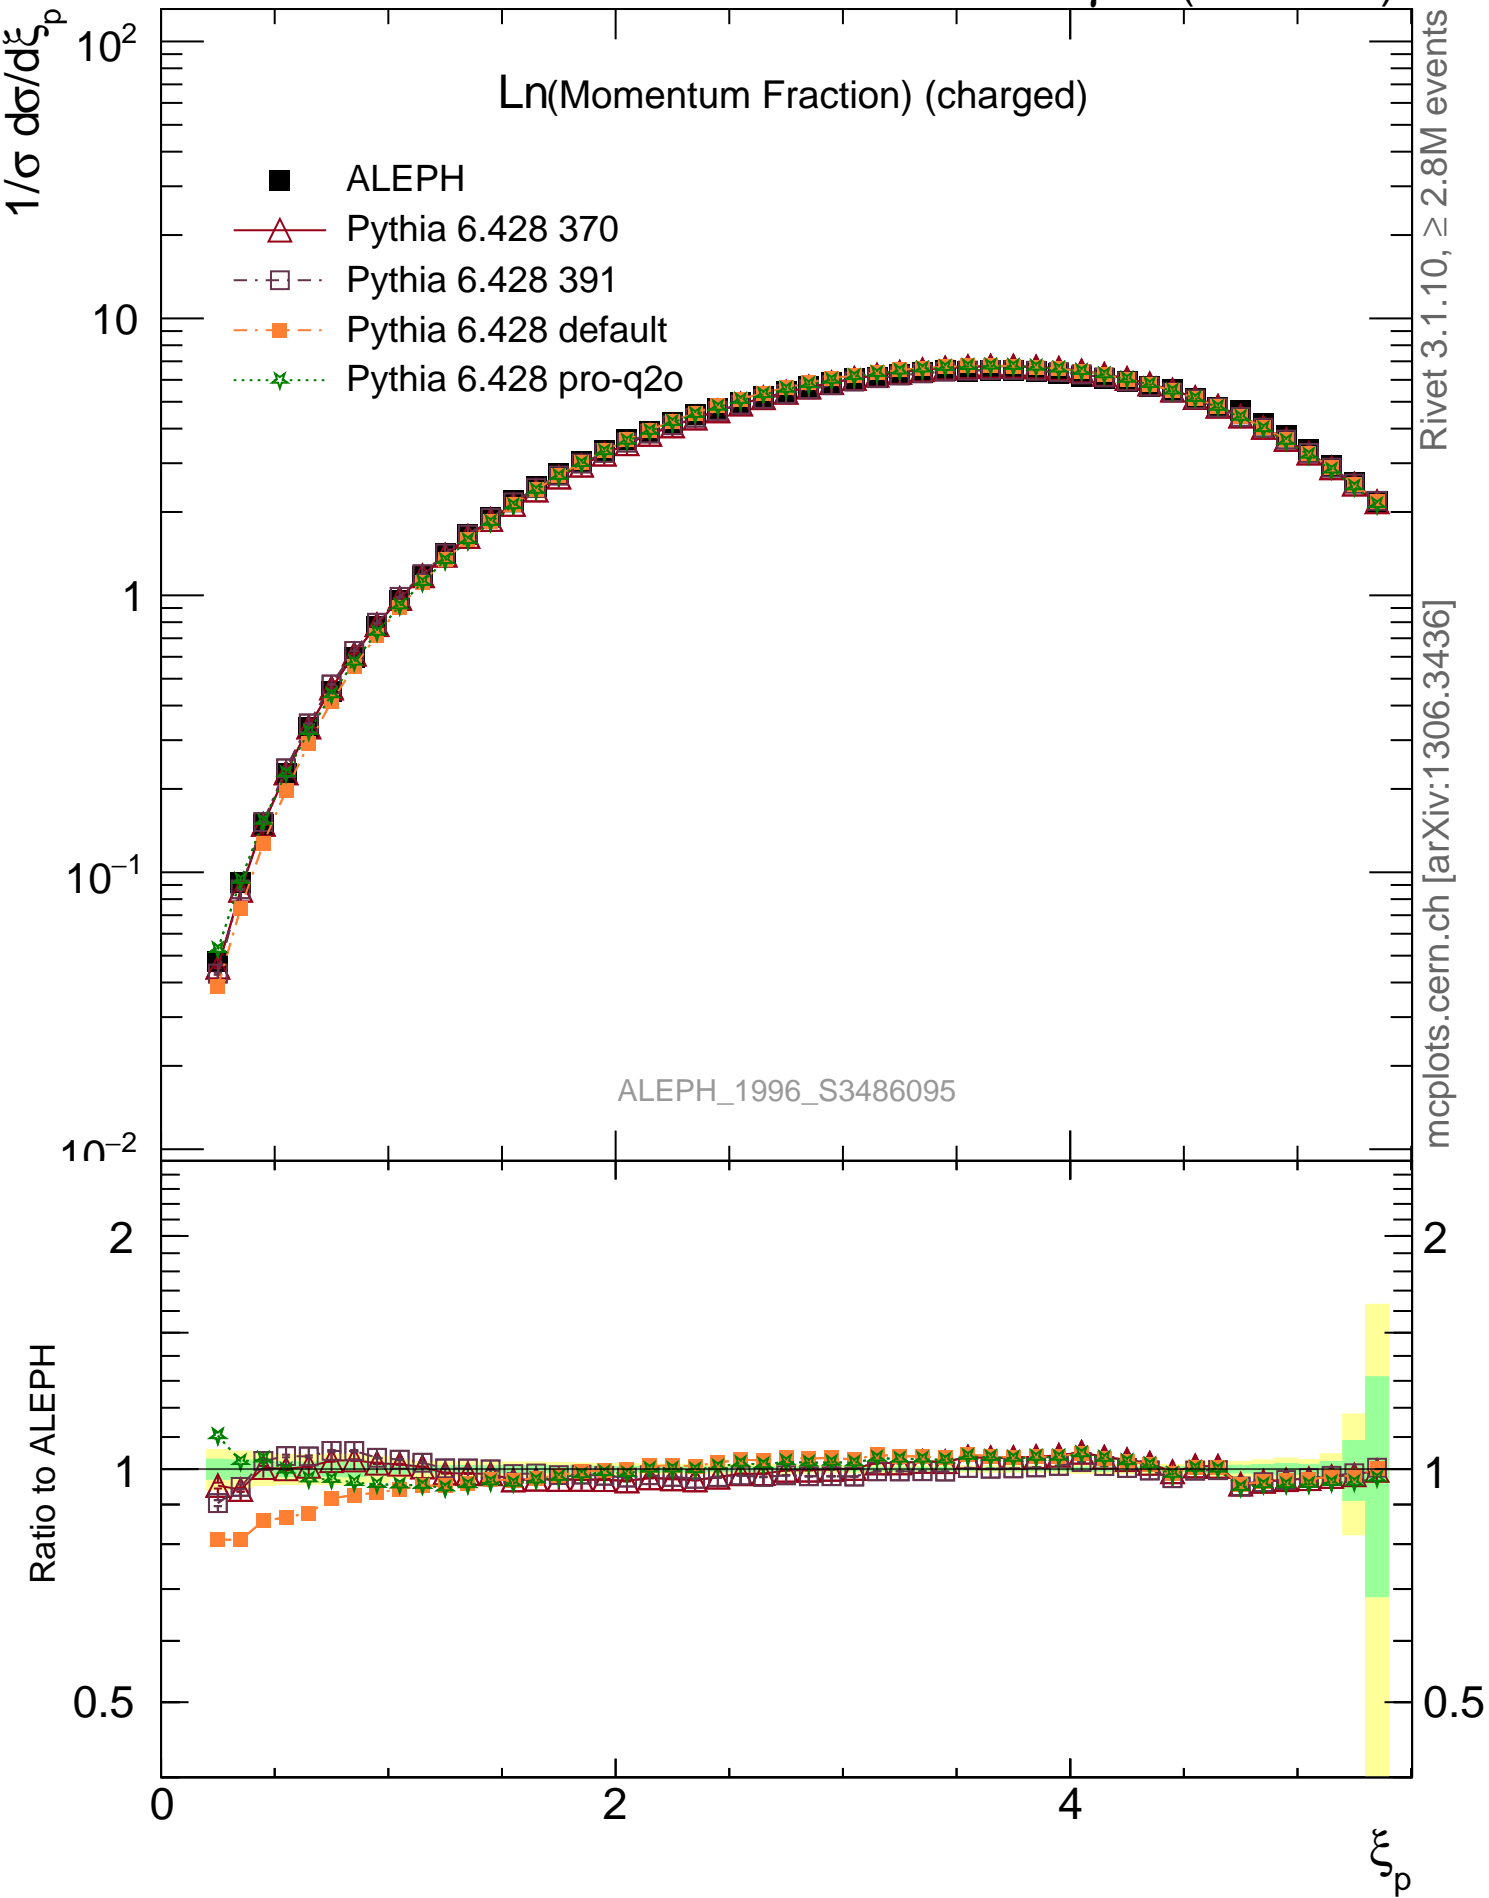 1/σ dσ/dξp
Ln(Momentum Fraction) (charged)
ALEPH
Pythia 6.428 370
Pythia 6.428 391
Pythia 6.428 default
Pythia 6.428 pro-q2o
10²
10
1
10⁻¹
10⁻²
ALEPH_1996_S3486095
Rivet 3.1.10, ≥ 2.8M events
mcplots.cern.ch [arXiv:1306.3436]
Ratio to ALEPH
2
1
0.5
2
1
0.5
0
2
4
ξp